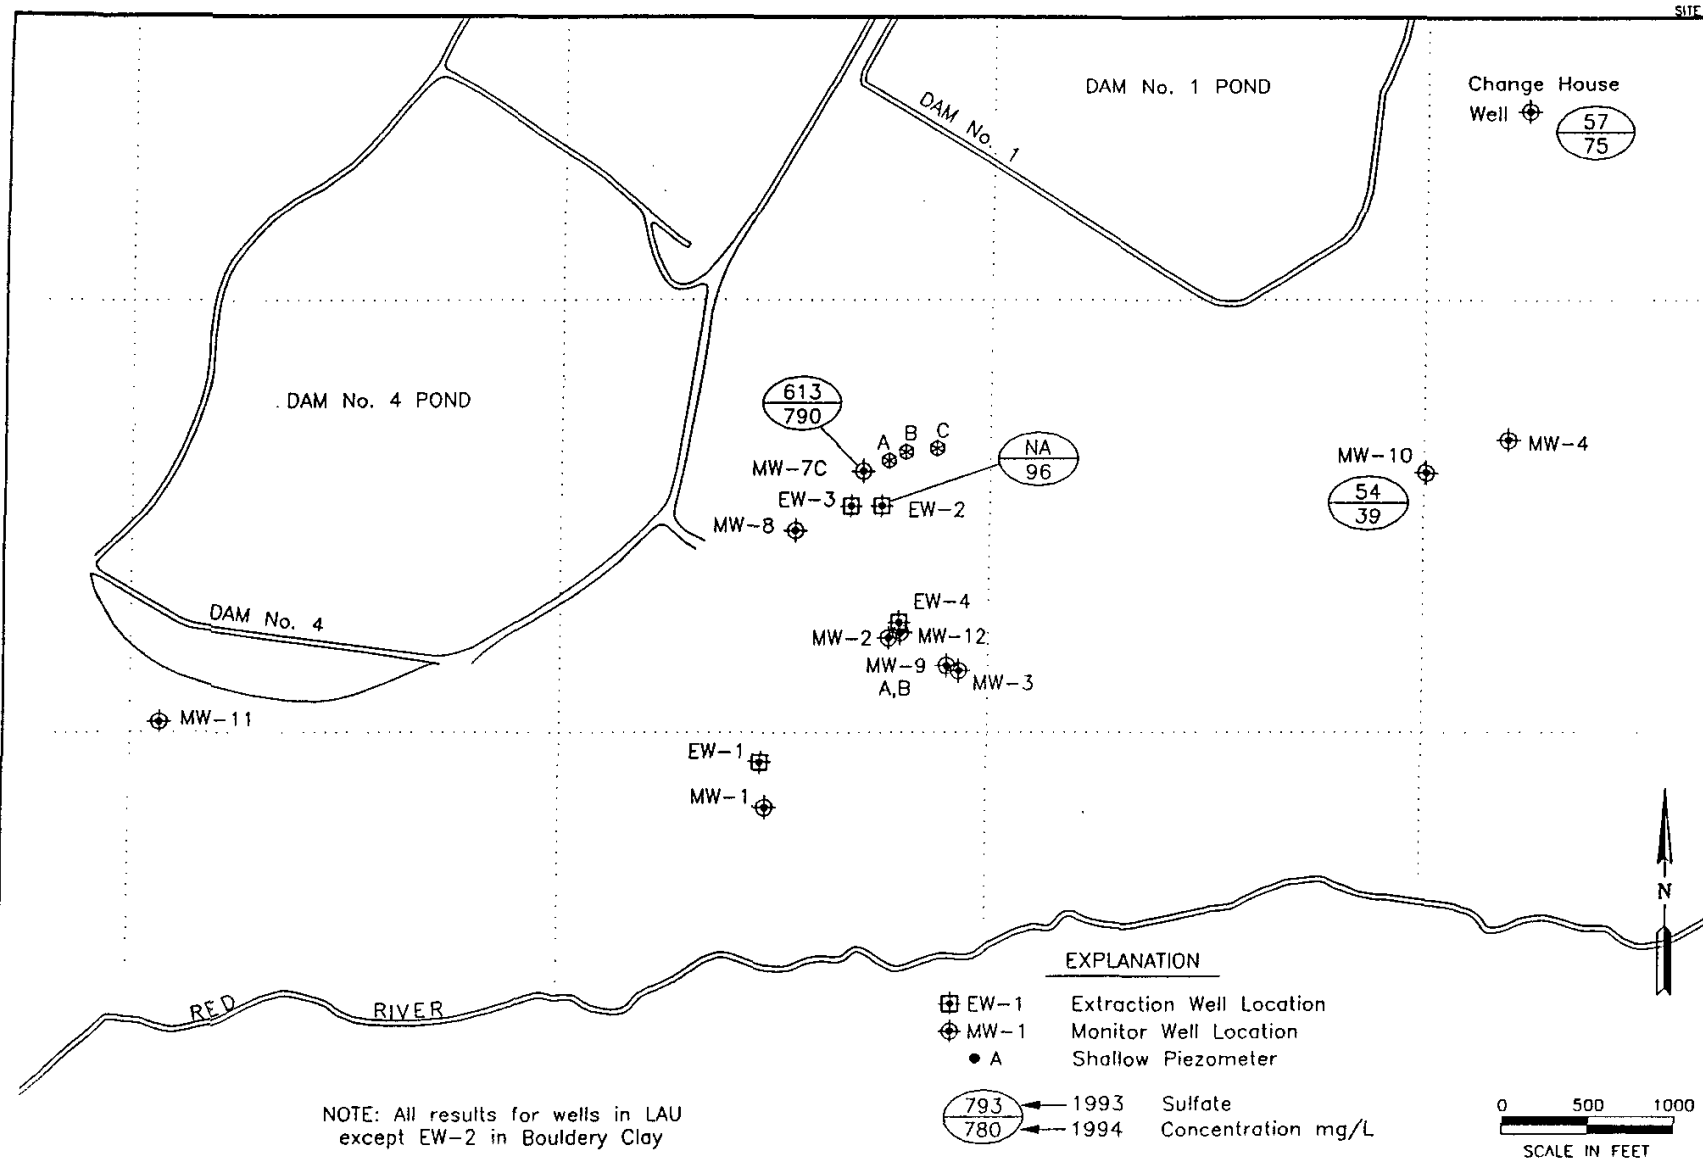 SITE
DAM No. 1 POND
Change House
Well
57
75
DAM No. 1
DAM No. 4 POND
613
790
A
B
C
NA
96
MW-7C
EW-3
EW-2
MW-8
MW-10
MW-4
54
39
EW-4
MW-2
MW-12
MW-9
A,B
MW-3
DAM No. 4
MW-11
EW-1
MW-1
N
RED RIVER
EXPLANATION
EW-1 Extraction Well Location
MW-1 Monitor Well Location
A Shallow Piezometer
793 1993 Sulfate
780 1994 Concentration mg/L
NOTE: All results for wells in LAU
except EW-2 in Bouldery Clay
0 500 1000
SCALE IN FEET